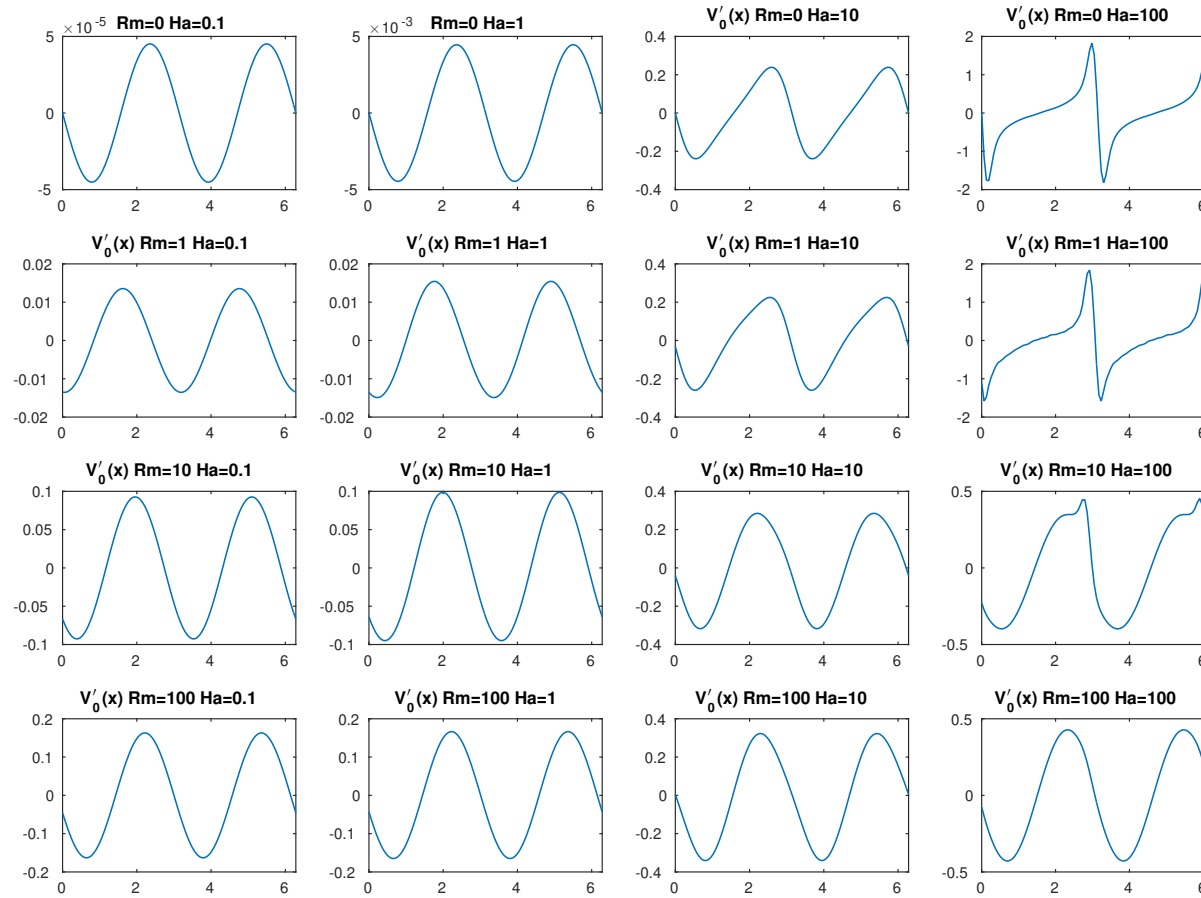 Rm=0 Ha=0.1
×10⁻⁵
5
0
-5
0 2 4 6
Rm=0 Ha=1
×10⁻³
5
0
-5
0 2 4 6
V′₀(x) Rm=0 Ha=10
0.4
0.2
0
-0.2
-0.4
0 2 4 6
V′₀(x) Rm=0 Ha=100
2
1
0
-1
-2
0 2 4 6
V′₀(x) Rm=1 Ha=0.1
0.02
0.01
0
-0.01
-0.02
0 2 4 6
V′₀(x) Rm=1 Ha=1
0.02
0.01
0
-0.01
-0.02
0 2 4 6
V′₀(x) Rm=1 Ha=10
0.4
0.2
0
-0.2
-0.4
0 2 4 6
V′₀(x) Rm=1 Ha=100
2
1
0
-1
-2
0 2 4 6
V′₀(x) Rm=10 Ha=0.1
0.1
0.05
0
-0.05
-0.1
0 2 4 6
V′₀(x) Rm=10 Ha=1
0.1
0.05
0
-0.05
-0.1
0 2 4 6
V′₀(x) Rm=10 Ha=10
0.4
0.2
0
-0.2
-0.4
0 2 4 6
V′₀(x) Rm=10 Ha=100
0.5
0
-0.5
0 2 4 6
V′₀(x) Rm=100 Ha=0.1
0.2
0.1
0
-0.1
-0.2
0 2 4 6
V′₀(x) Rm=100 Ha=1
0.2
0.1
0
-0.1
-0.2
0 2 4 6
V′₀(x) Rm=100 Ha=10
0.4
0.2
0
-0.2
-0.4
0 2 4 6
V′₀(x) Rm=100 Ha=100
0.5
0
-0.5
0 2 4 6